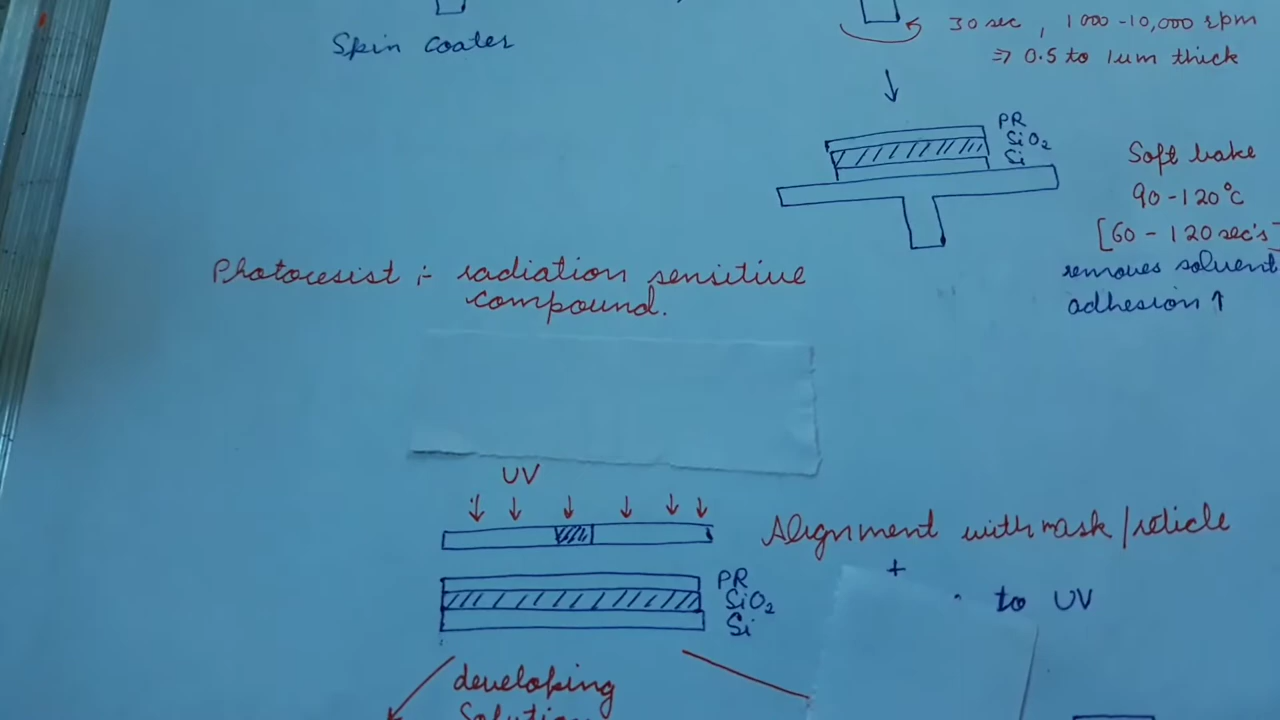 Spin coater
30 sec, 1000-10,000 rpm
⇒ 0.5 to 1um thick
PR
SiO2
Si
Soft bake
90-120°C
[60 - 120 sec's
removes solvent
adhesion ↑
Photoresist :- radiation sensitive
compound.
UV
Alignment with mask/reticle
+
to UV
PR
SiO2
Si
developing
Solution